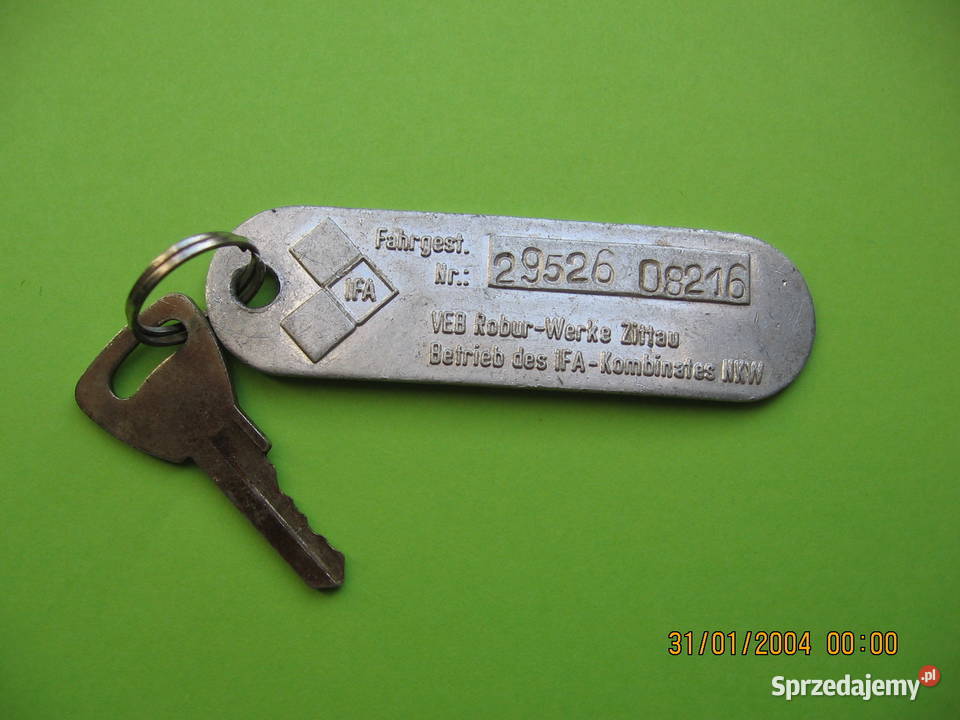 Fahrgest.
Nr.: 29526 08216
IFA
VEB Robur-Werke Zittau
Betrieb des IFA-Kombinates NKW
31/01/2004 00:00
Sprzedajemy.pl